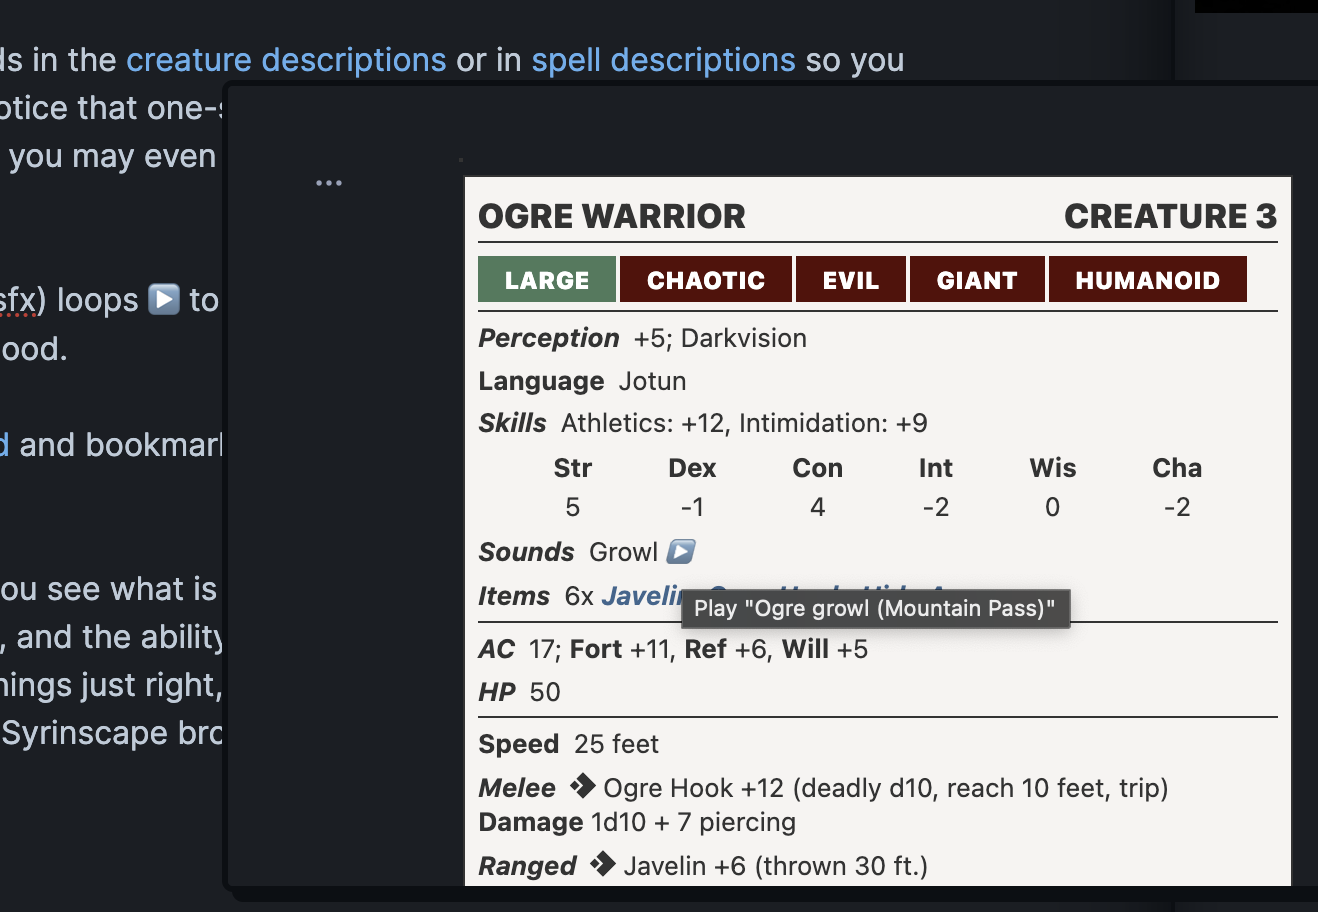 ds in the creature descriptions or in spell descriptions so you
otice that one-
you may even
sfx) loops ▶ to
ood.
d and bookmark
ou see what is
, and the ability
nings just right,
Syrinscape bro
...
OGRE WARRIOR CREATURE 3
LARGE CHAOTIC EVIL GIANT HUMANOID
Perception +5; Darkvision
Language Jotun
Skills Athletics: +12, Intimidation: +9
Str Dex Con Int Wis Cha
5 -1 4 -2 0 -2
Sounds Growl ▶
Items 6x Javelin
Play "Ogre growl (Mountain Pass)"
AC 17; Fort +11, Ref +6, Will +5
HP 50
Speed 25 feet
Melee Ogre Hook +12 (deadly d10, reach 10 feet, trip)
Damage 1d10 + 7 piercing
Ranged Javelin +6 (thrown 30 ft.)